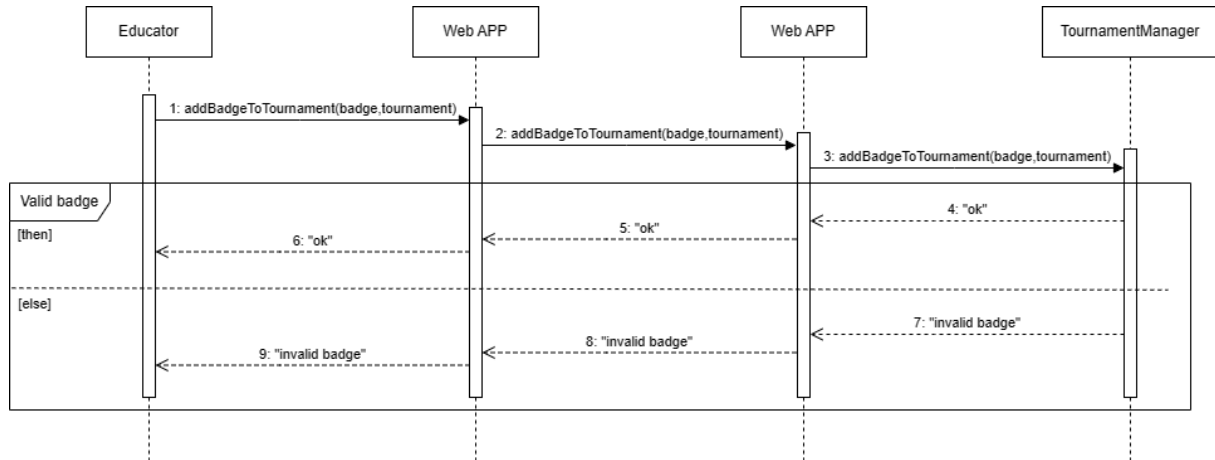 Educator
Web APP
Web APP
TournamentManager
1: addBadgeToTournament(badge,tournament)
2: addBadgeToTournament(badge,tournament)
3: addBadgeToTournament(badge,tournament)
Valid badge
[then]
4: "ok"
5: "ok"
6: "ok"
[else]
7: "invalid badge"
8: "invalid badge"
9: "invalid badge"